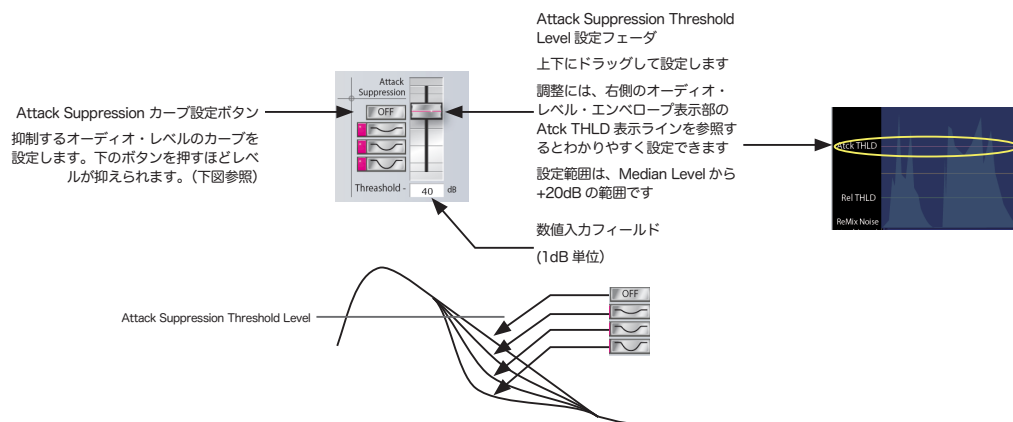 Attack Suppression カーブ設定ボタン
抑制するオーディオ・レベルのカーブを
設定します。下のボタンを押すほどレベ
ルが抑えられます。（下図参照）
Attack
Suppression
OFF
Threashold -
40
dB
Attack Suppression Threshold
Level 設定フェーダ
上下にドラッグして設定します
調整には、右側のオーディオ・
レベル・エンベロープ表示部の
Atck THLD 表示ラインを参照す
るとわかりやすく設定できます
設定範囲は、Median Level から
+20dB の範囲です
数値入力フィールド
(1dB 単位）
Atck THLD
Rel THLD
ReMix Noise
Attack Suppression Threshold Level
OFF